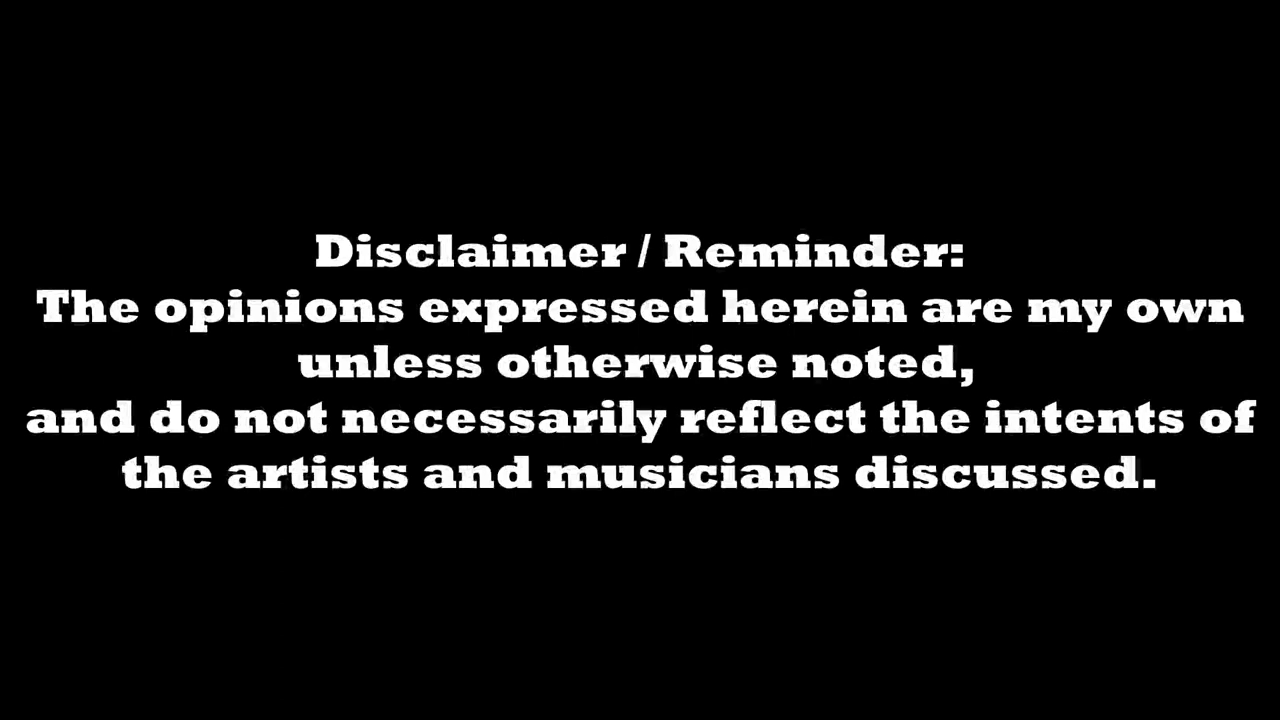 Disclaimer / Reminder:
The opinions expressed herein are my own
unless otherwise noted,
and do not necessarily reflect the intents of
the artists and musicians discussed.